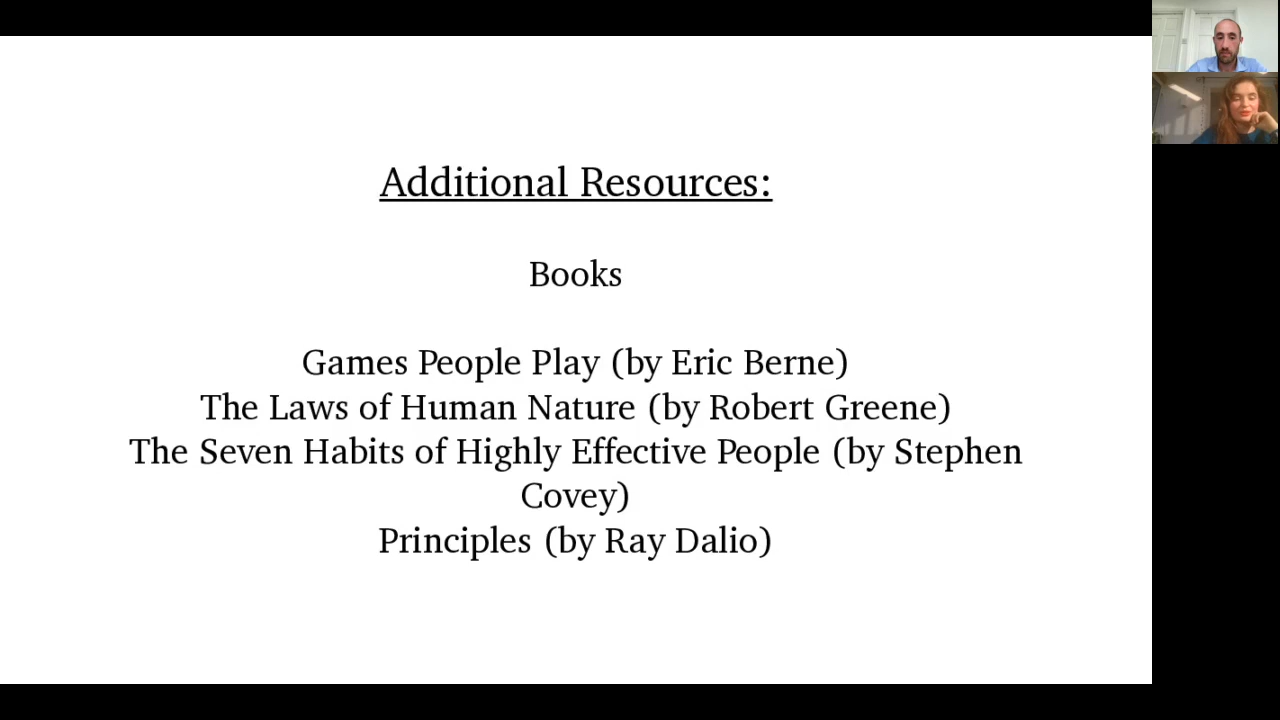 Additional Resources:
Books
Games People Play (by Eric Berne)
The Laws of Human Nature (by Robert Greene)
The Seven Habits of Highly Effective People (by Stephen
Covey)
Principles (by Ray Dalio)